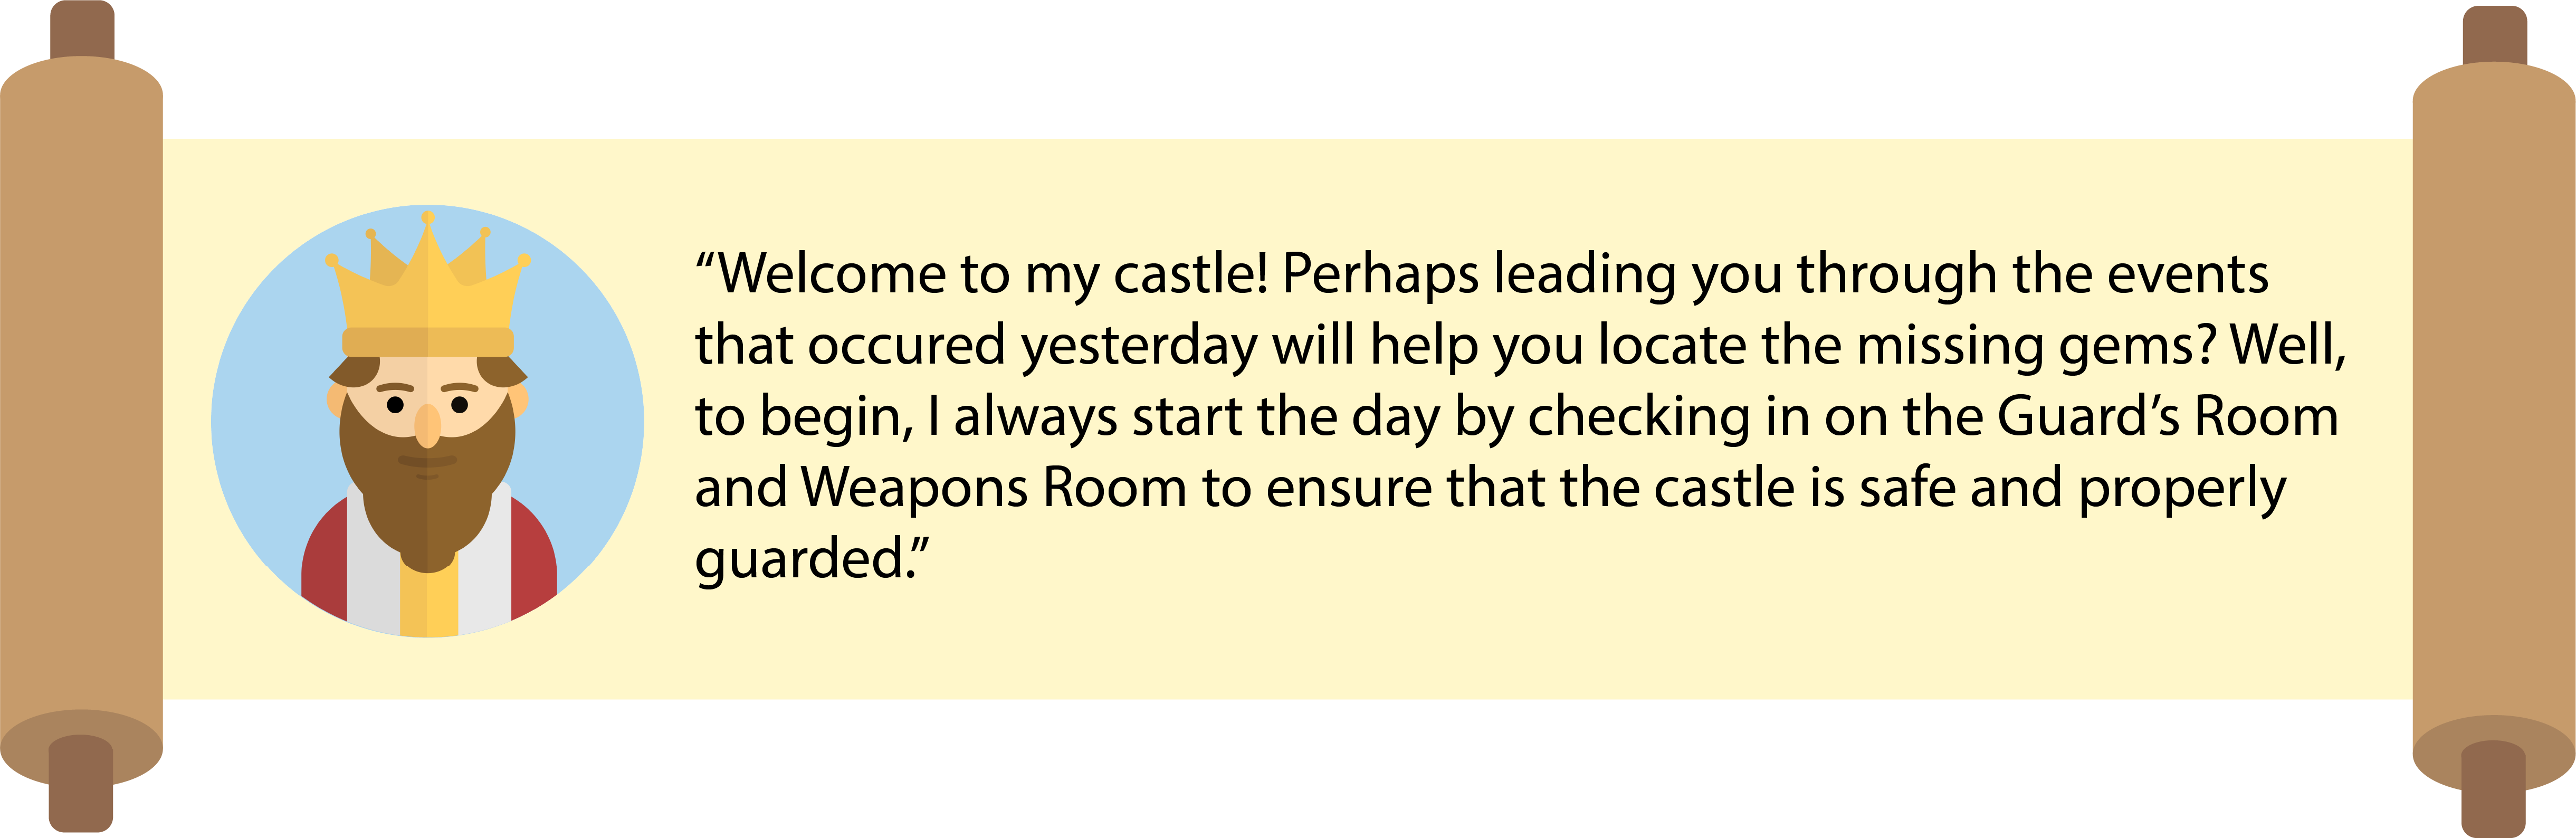 “Welcome to my castle! Perhaps leading you through the events
that occured yesterday will help you locate the missing gems? Well,
to begin, I always start the day by checking in on the Guard’s Room
and Weapons Room to ensure that the castle is safe and properly
guarded.”